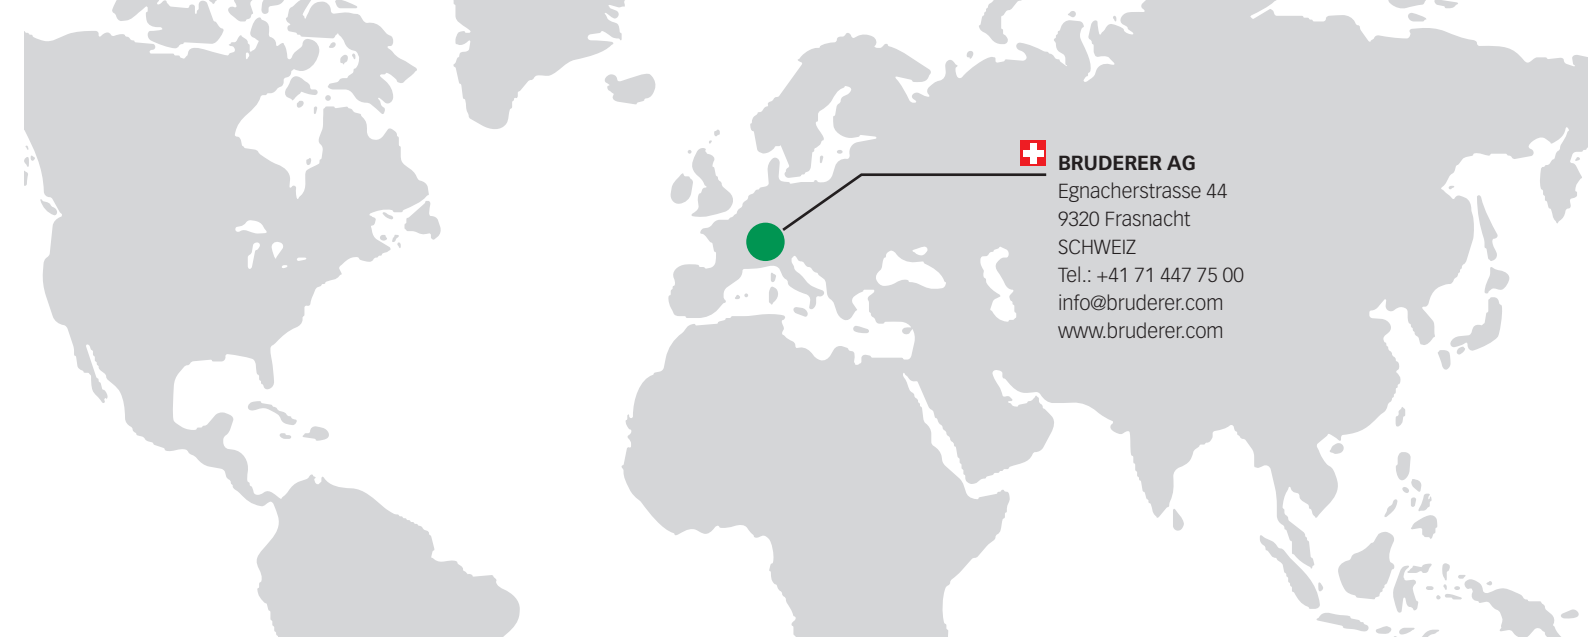 BRUDERER AG
Egnacherstrasse 44
9320 Frasnacht
SCHWEIZ
Tel.: +41 71 447 75 00
info@bruderer.com
www.bruderer.com